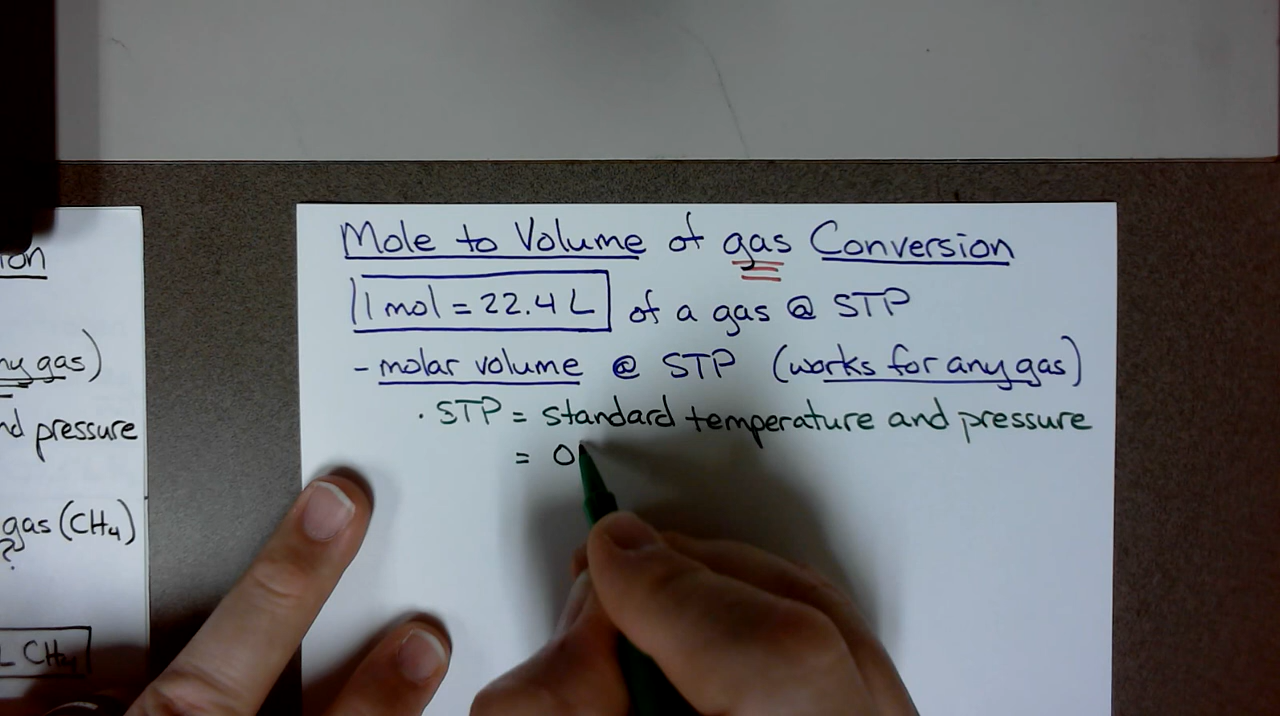 ion
ny gas)
nd pressure
gas (CH4)
?
L CH4
Mole to Volume of gas Conversion
1 mol = 22.4 L of a gas @ STP
- molar volume @ STP (works for any gas)
· STP = standard temperature and pressure
= 0